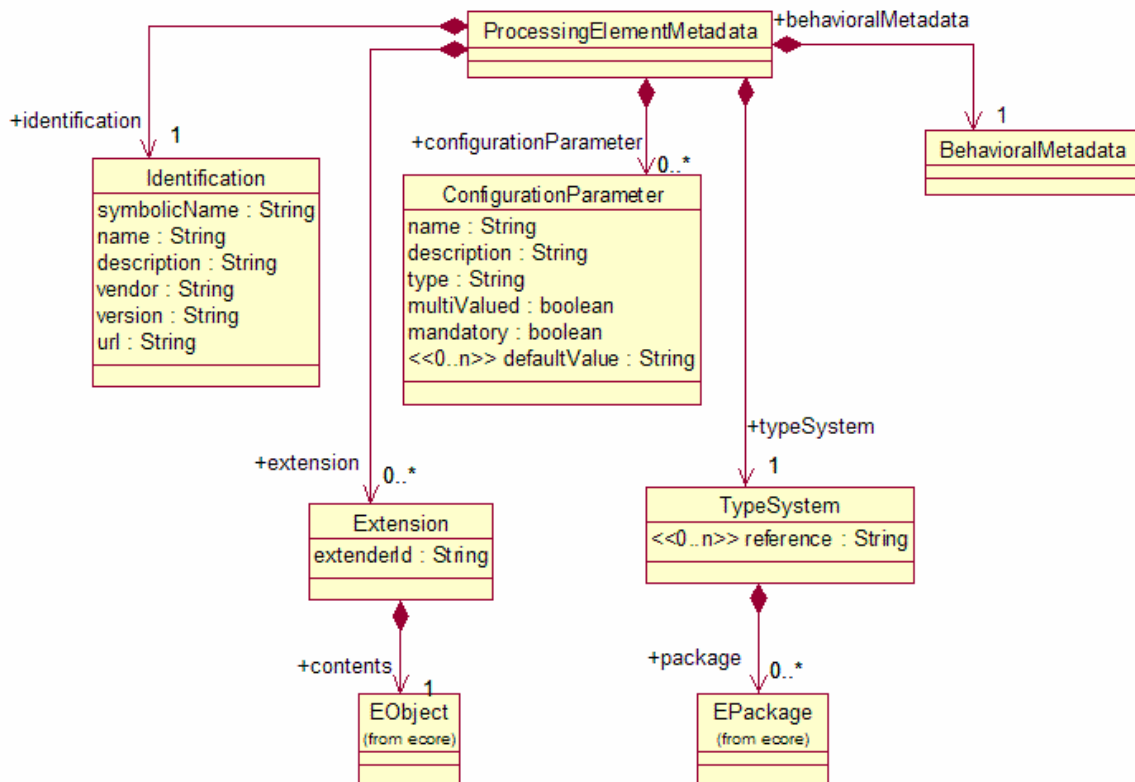 ProcessingElementMetadata
+behavioralMetadata
+identification
1
+configurationParameter
0..*
1
BehavioralMetadata
Identification
symbolicName : String
name : String
description : String
vendor : String
version : String
url : String
ConfigurationParameter
name : String
description : String
type : String
multiValued : boolean
mandatory : boolean
<<0..n>> defaultValue : String
+typeSystem
1
+extension
0..*
Extension
extenderId : String
TypeSystem
<<0..n>> reference : String
+contents
1
+package
0..*
EObject
(from ecore)
EPackage
(from ecore)